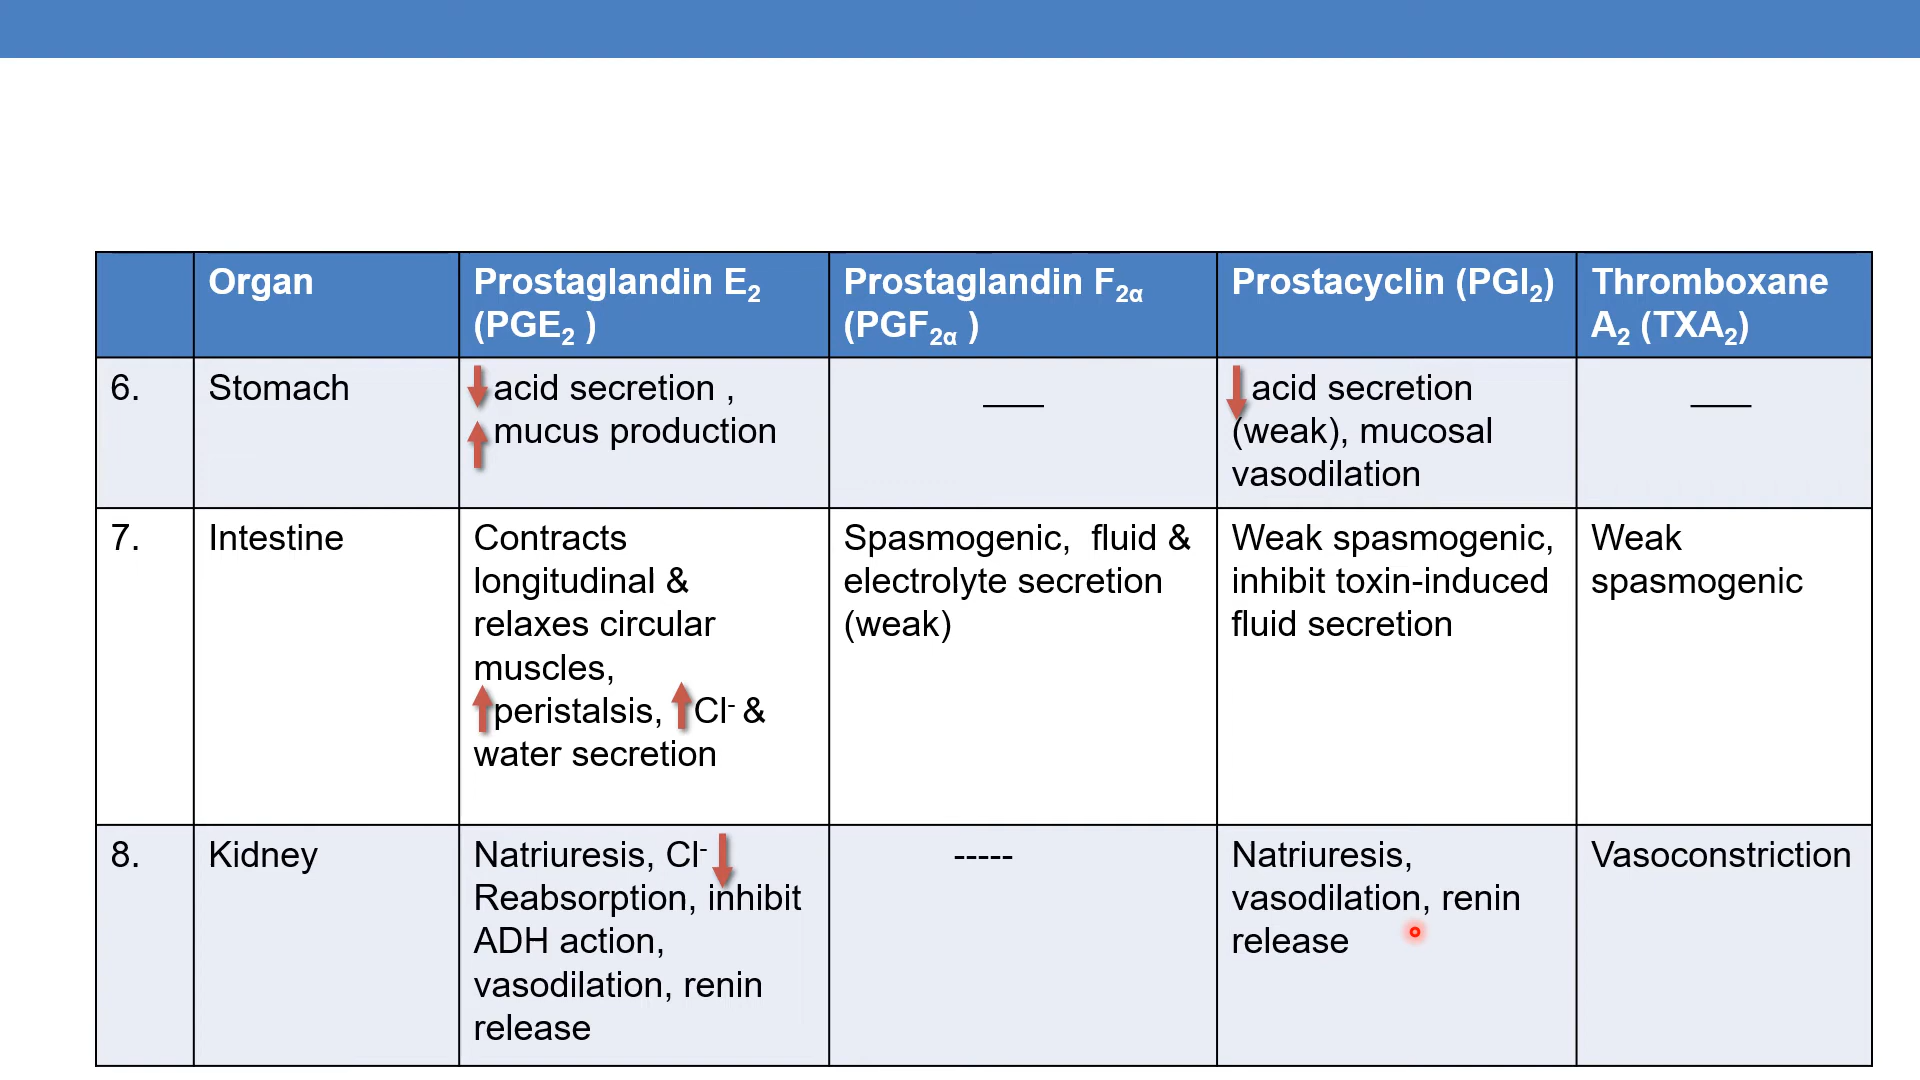 Organ
Prostaglandin E₂
(PGE₂ )
Prostaglandin F₂α
(PGF₂α )
Prostacyclin (PGI₂)
Thromboxane
A₂ (TXA₂)
6.
Stomach
↓ acid secretion ,
↑ mucus production
___
↓ acid secretion
(weak), mucosal
vasodilation
___
7.
Intestine
Contracts
longitudinal &
relaxes circular
muscles,
↑ peristalsis, ↑ Cl⁻ &
water secretion
Spasmogenic,  fluid &
electrolyte secretion
(weak)
Weak spasmogenic,
inhibit toxin-induced
fluid secretion
Weak
spasmogenic
8.
Kidney
Natriuresis, Cl⁻ ↓
Reabsorption, inhibit
ADH action,
vasodilation, renin
release
-----
Natriuresis,
vasodilation, renin
release
Vasoconstriction